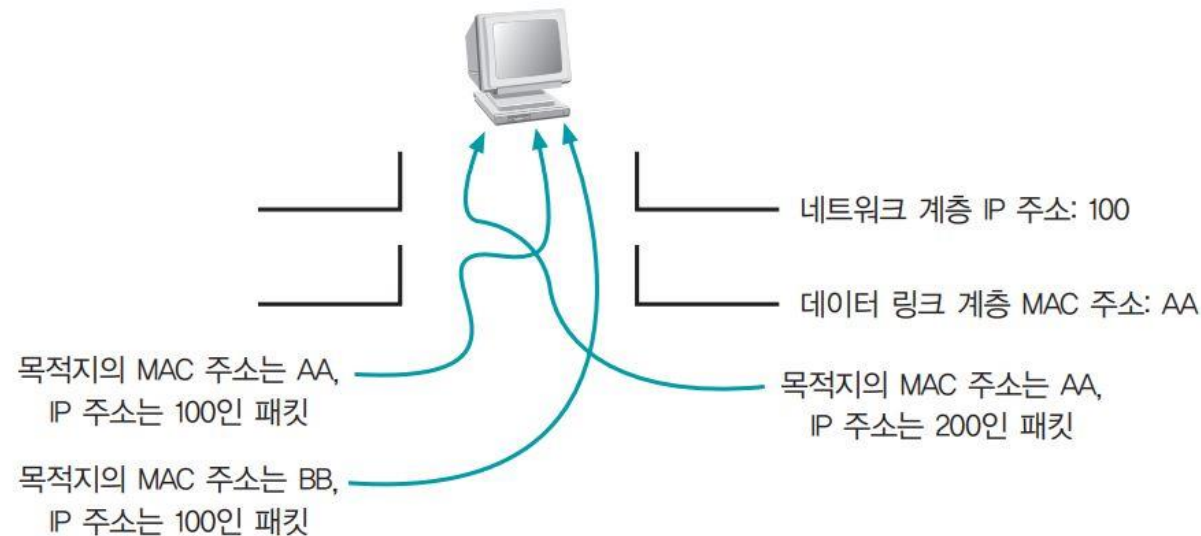 네트워크 계층 IP 주소: 100
데이터 링크 계층 MAC 주소: AA
목적지의 MAC 주소는 AA,
IP 주소는 100인 패킷
목적지의 MAC 주소는 AA,
IP 주소는 200인 패킷
목적지의 MAC 주소는 BB,
IP 주소는 100인 패킷